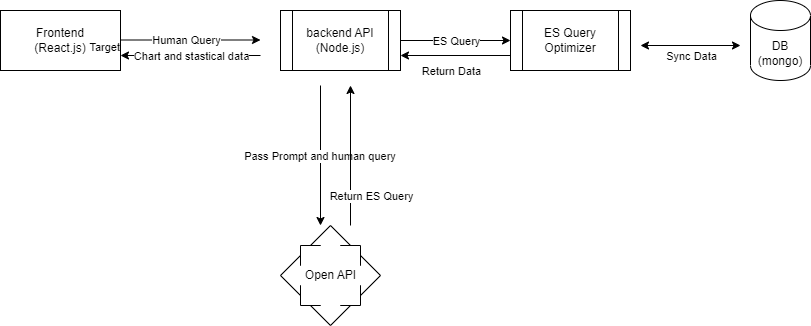 Frontend
(React.js)
Target
Human Query
Chart and stastical data
backend API
(Node.js)
ES Query
Return Data
ES Query
Optimizer
Sync Data
DB
(mongo)
Pass Prompt and human query
Return ES Query
Open API